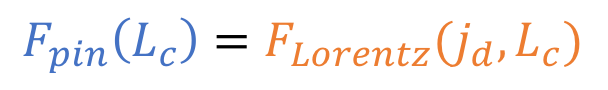 F_pin(L_c) = F_Lorentz(j_d, L_c)